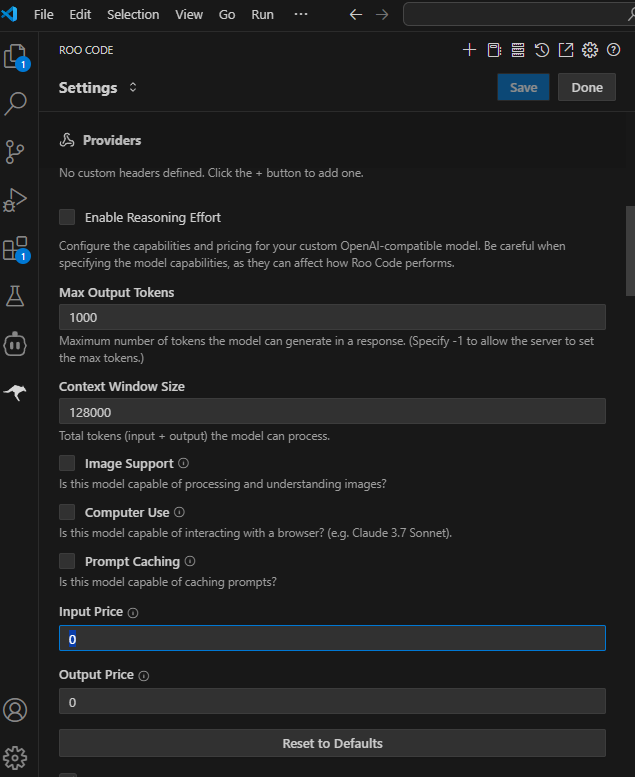 File Edit Selection View Go Run ...
ROO CODE
Settings
Save
Done
Providers
No custom headers defined. Click the + button to add one.
Enable Reasoning Effort
Configure the capabilities and pricing for your custom OpenAI-compatible model. Be careful when
specifying the model capabilities, as they can affect how Roo Code performs.
Max Output Tokens
1000
Maximum number of tokens the model can generate in a response. (Specify -1 to allow the server to set
the max tokens.)
Context Window Size
128000
Total tokens (input + output) the model can process.
Image Support
Is this model capable of processing and understanding images?
Computer Use
Is this model capable of interacting with a browser? (e.g. Claude 3.7 Sonnet).
Prompt Caching
Is this model capable of caching prompts?
Input Price
0
Output Price
0
Reset to Defaults
1
1